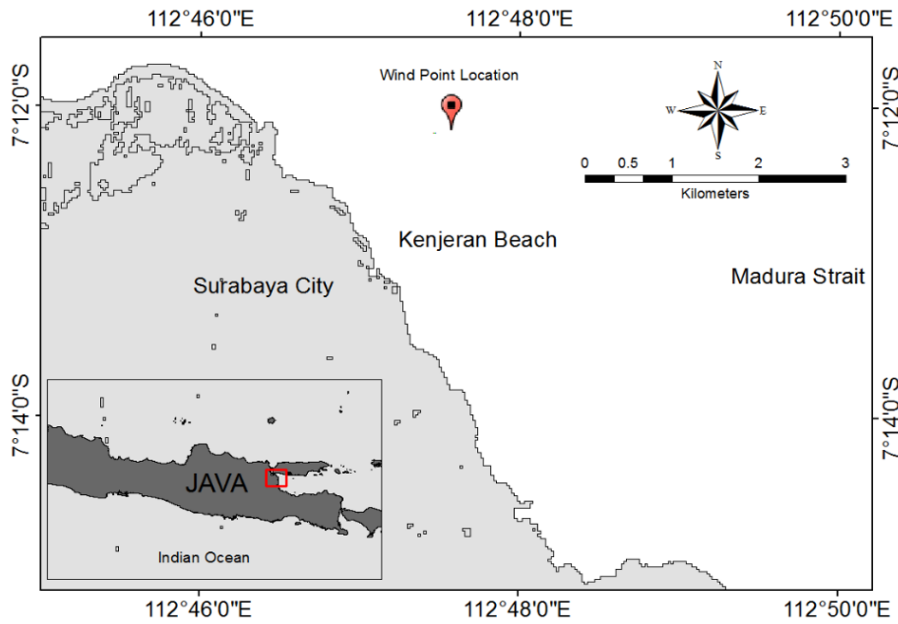 112°46'0"E 112°48'0"E 112°50'0"E
7°12'0"S
7°12'0"S
Wind Point Location
N
W E
S
0 0.5 1 2 3
Kilometers
Kenjeran Beach
Surabaya City
Madura Strait
7°14'0"S
7°14'0"S
JAVA
Indian Ocean
112°46'0"E 112°48'0"E 112°50'0"E